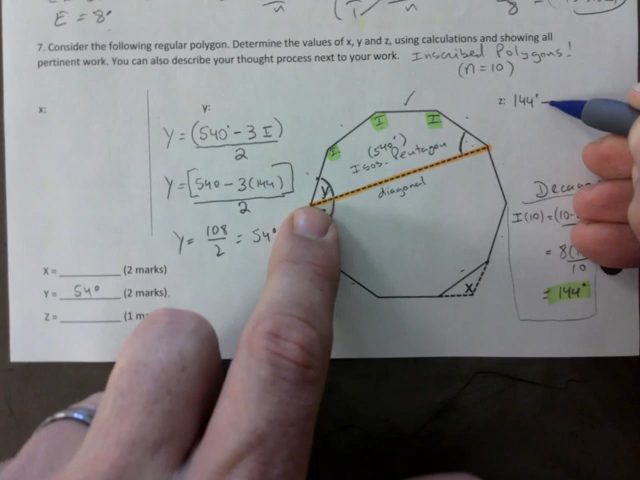 E = 8°
n
n
8
7. Consider the following regular polygon. Determine the values of x, y and z, using calculations and showing all
pertinent work. You can also describe your thought process next to your work. Inscribed Polygons!
(n=10)
x:
y:
z: 144° -
Y = (540° - 3 I)
2
Y = [540 - 3(144)]
2
Y = 108 = 54°
2
I
I
I
(540°)
Isos. Pentagon
diagonal
y
x
I(10) = (10-
= 8(
10
= 144°
X = (2 marks)
Y = 54° (2 marks).
Z = (1 m